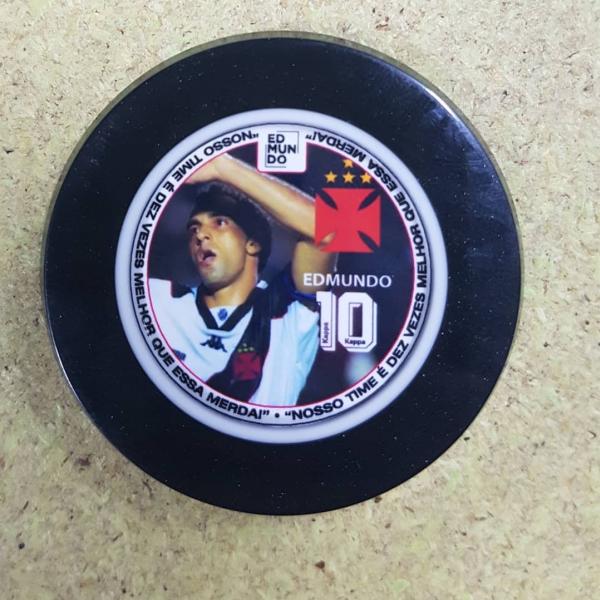 "NOSSO TIME É DEZ VEZES MELHOR QUE ESSA MERDA!" • "NOSSO TIME É DEZ VEZES MELHOR QUE ESSA MERDA!"
ED
MUN
DO
EDMUNDO
10
Kappa
Kappa